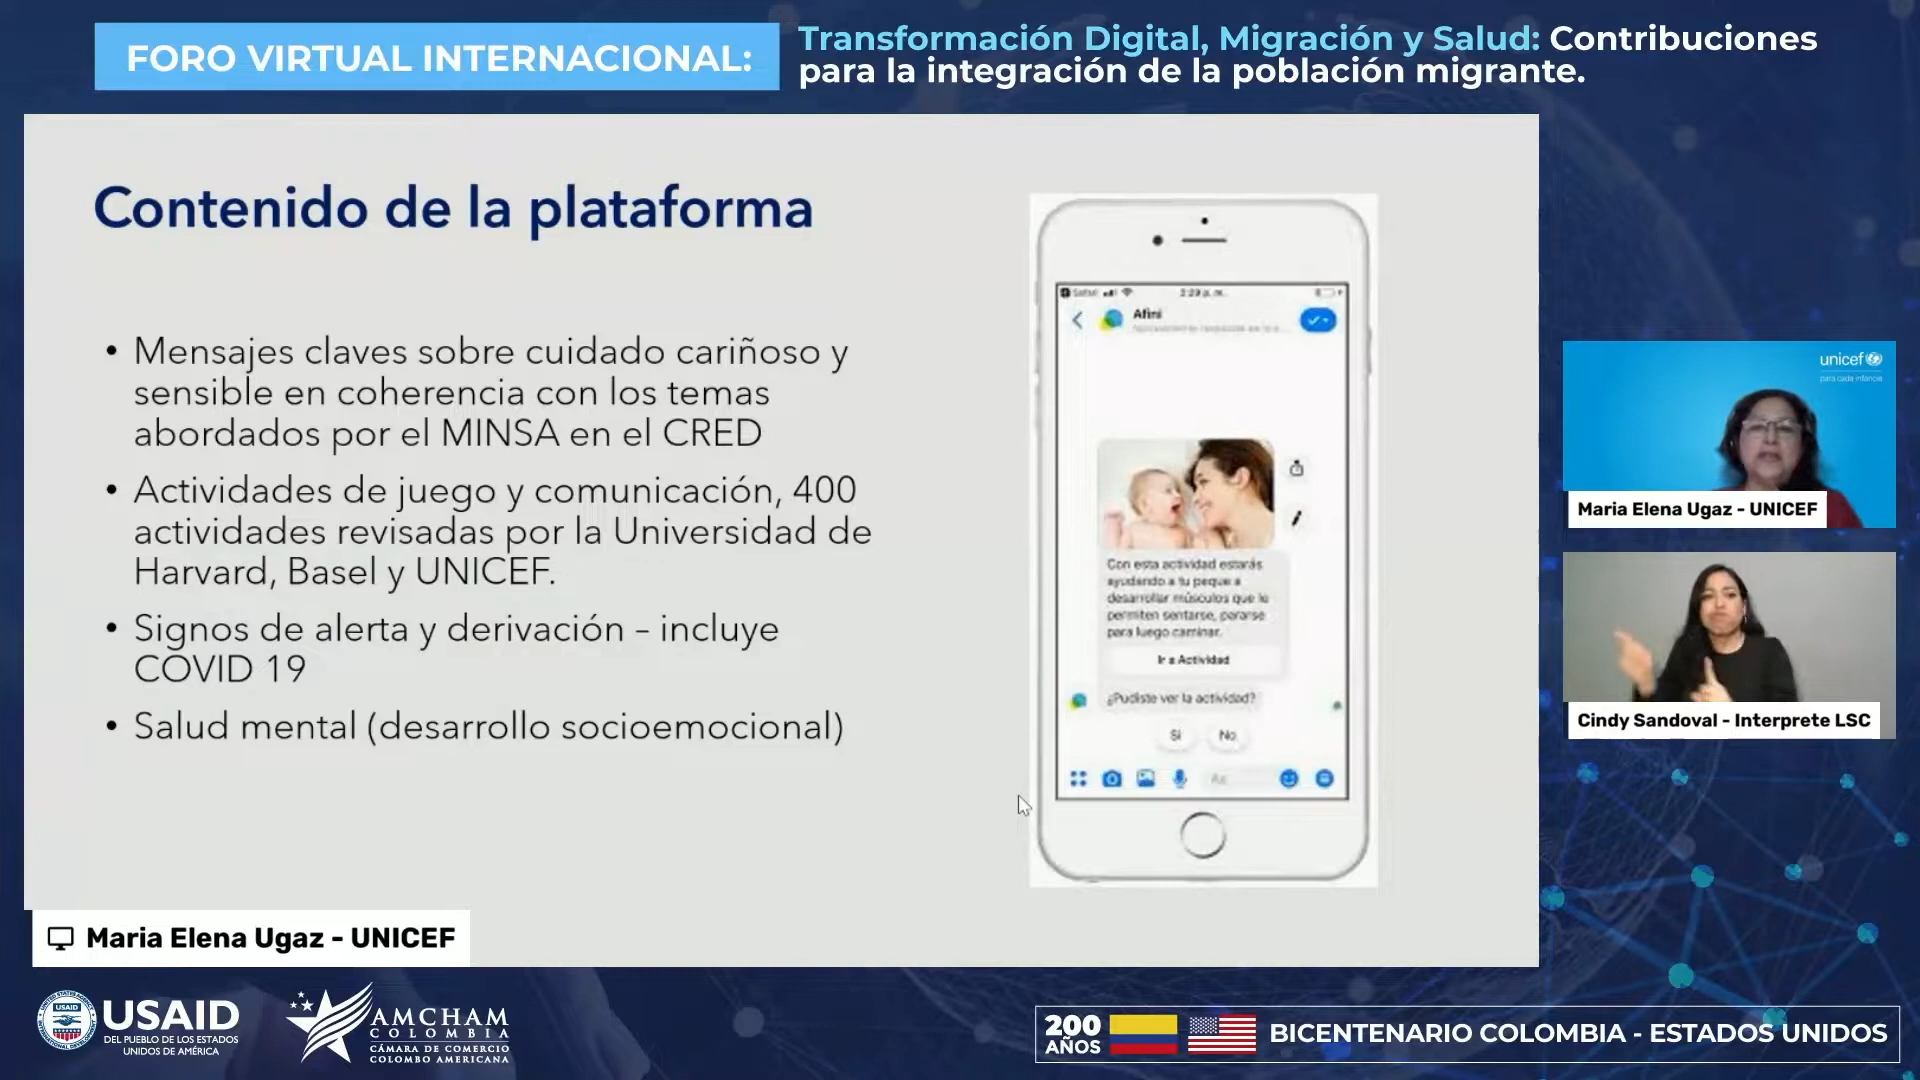 FORO VIRTUAL INTERNACIONAL:
Transformación Digital, Migración y Salud: Contribuciones
para la integración de la población migrante.
Contenido de la plataforma
• Mensajes claves sobre cuidado cariñoso y
sensible en coherencia con los temas
abordados por el MINSA en el CRED
• Actividades de juego y comunicación, 400
actividades revisadas por la Universidad de
Harvard, Basel y UNICEF.
• Signos de alerta y derivación – incluye
COVID 19
• Salud mental (desarrollo socioemocional)
Safari
2:29 p. m.
Afini
Con esta actividad estarás
ayudando a tu peque a
desarrollar músculos que le
permiten sentarse, pararse
para luego caminar.
Ir a Actividad
¿Pudiste ver la actividad?
Sí
No
Aa
unicef
para cada infancia
Maria Elena Ugaz - UNICEF
Cindy Sandoval - Interprete LSC
Maria Elena Ugaz - UNICEF
USAID
USAID
DEL PUEBLO DE LOS ESTADOS
UNIDOS DE AMÉRICA
AMCHAM
COLOMBIA
CÁMARA DE COMERCIO
COLOMBO AMERICANA
200
AÑOS
BICENTENARIO COLOMBIA - ESTADOS UNIDOS